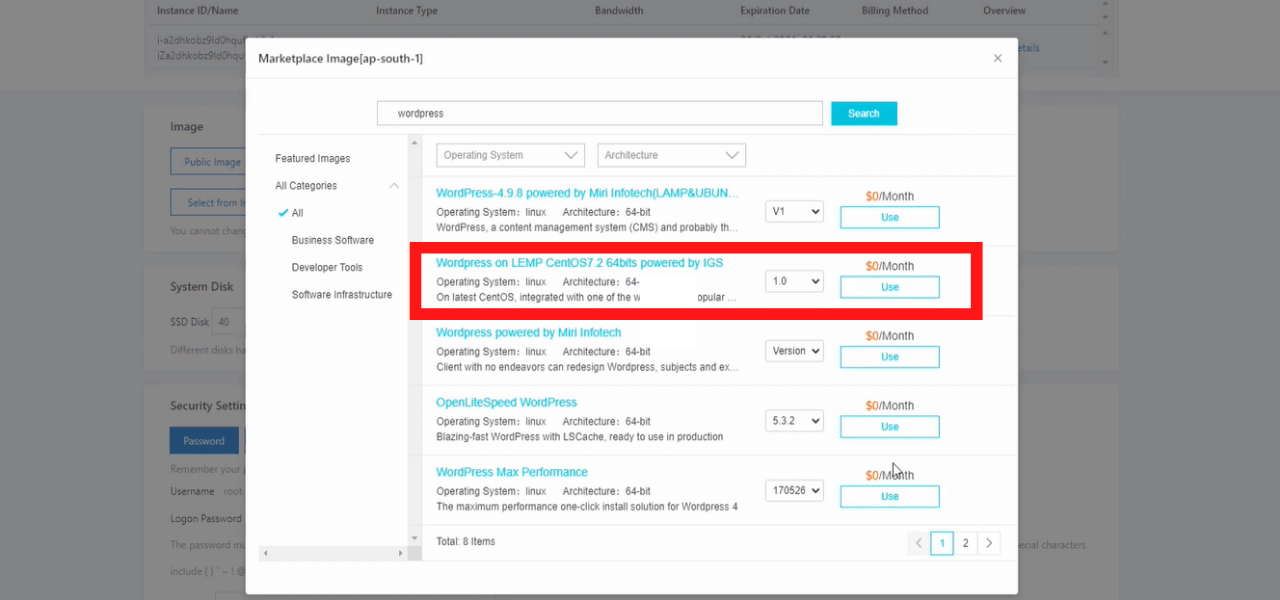 Instance ID/Name Instance Type Bandwidth Expiration Date Billing Method Overview
Marketplace Image[ap-south-1]
wordpress Search
Image
Public Image
Select from
You cannot
System Disk
SSD Disk 40
Different disks
Security
Password
Remember your
Username root
Logon Password
The password
include
Featured Images
All Categories
All
Business Software
Developer Tools
Software Infrastructure
Operating System Architecture
WordPress-4.9.8 powered by Miri Infotech(LAMP&UBUN...
Operating System: linux Architecture: 64-bit
WordPress, a content management system (CMS) and probably th...
V1
$0/Month
Use
Wordpress on LEMP CentOS7.2 64bits powered by IGS
Operating System: linux Architecture: 64-
On latest CentOS, integrated with one of the opular ...
1.0
$0/Month
Use
Wordpress powered by Miri Infotech
Operating System: linux Architecture: 64-bit
Client with no endeavors can redesign Wordpress, subjects and ex...
Version
$0/Month
Use
OpenLiteSpeed WordPress
Operating System: linux Architecture: 64-bit
Blazing-fast WordPress with LSCache, ready to use in production
5.3.2
$0/Month
Use
WordPress Max Performance
Operating System: linux Architecture: 64-bit
The maximum performance one-click install solution for Wordpress 4
170526
$0/Month
Use
Total: 8 Items
1 2
characters